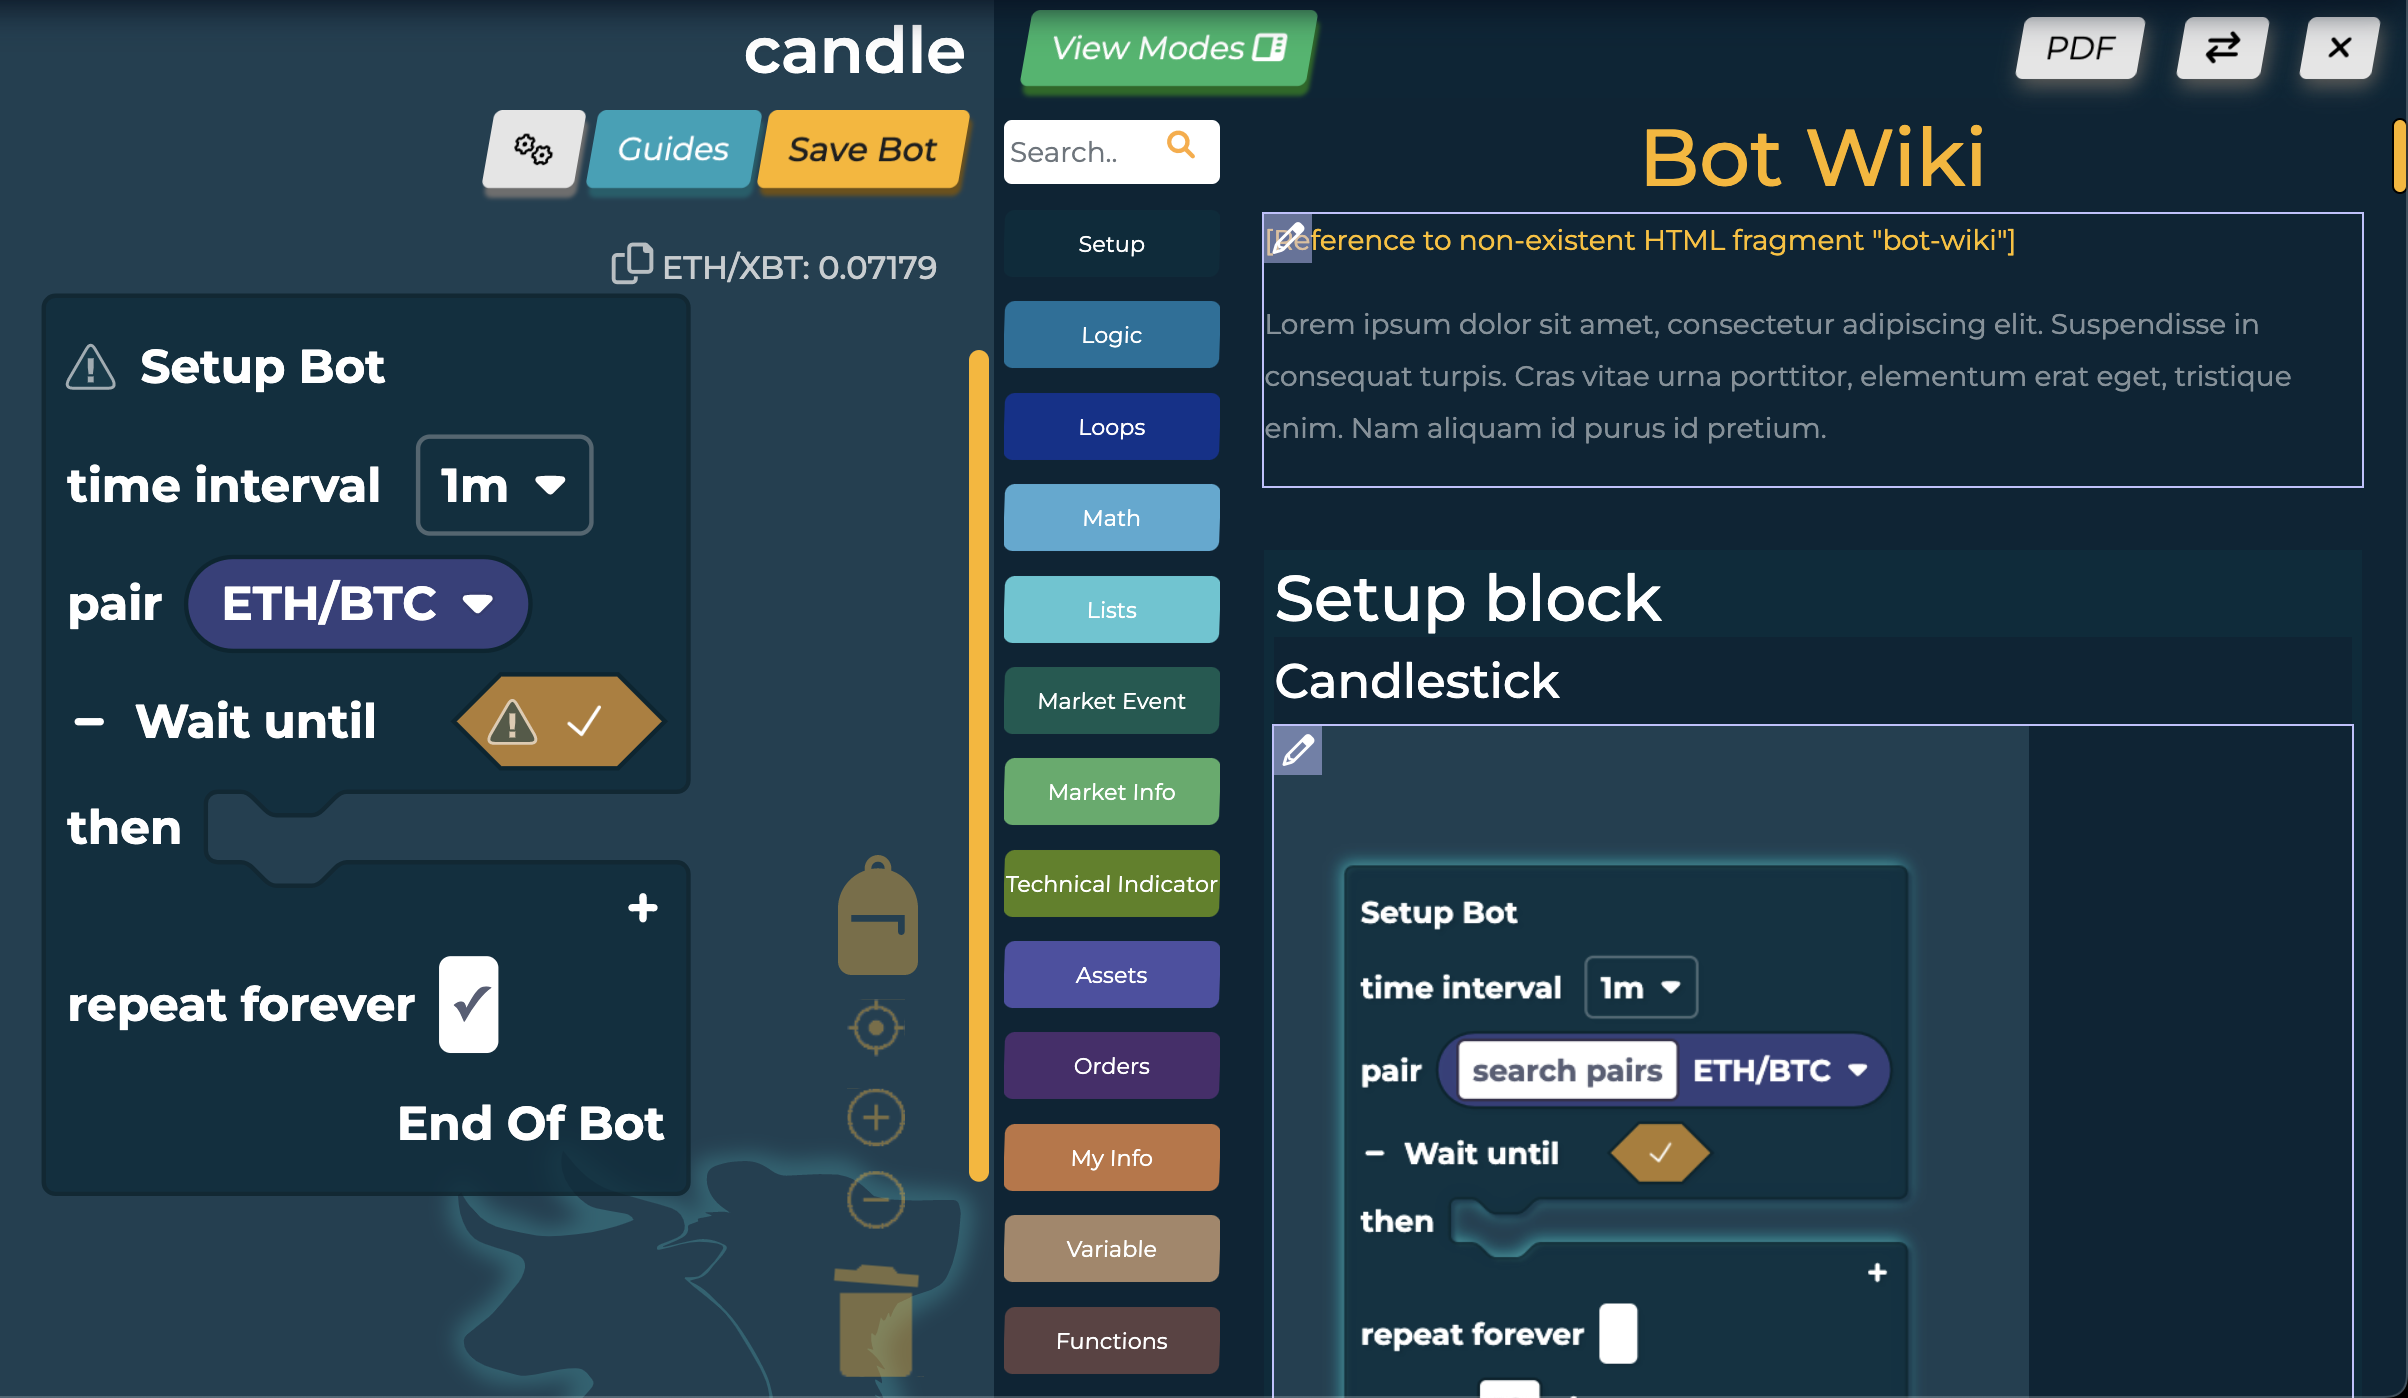 candle
Guides
Save Bot
ETH/XBT: 0.07179
Setup Bot
time interval 1m
pair ETH/BTC
Wait until
then
+
repeat forever
End Of Bot
View Modes
PDF
Search..
Setup
Logic
Loops
Math
Lists
Market Event
Market Info
Technical Indicator
Assets
Orders
My Info
Variable
Functions
Bot Wiki
[Reference to non-existent HTML fragment "bot-wiki"]
Lorem ipsum dolor sit amet, consectetur adipiscing elit. Suspendisse in
consequat turpis. Cras vitae urna porttitor, elementum erat eget, tristique
enim. Nam aliquam id purus id pretium.
Setup block
Candlestick
Setup Bot
time interval 1m
pair search pairs ETH/BTC
Wait until
then
+
repeat forever